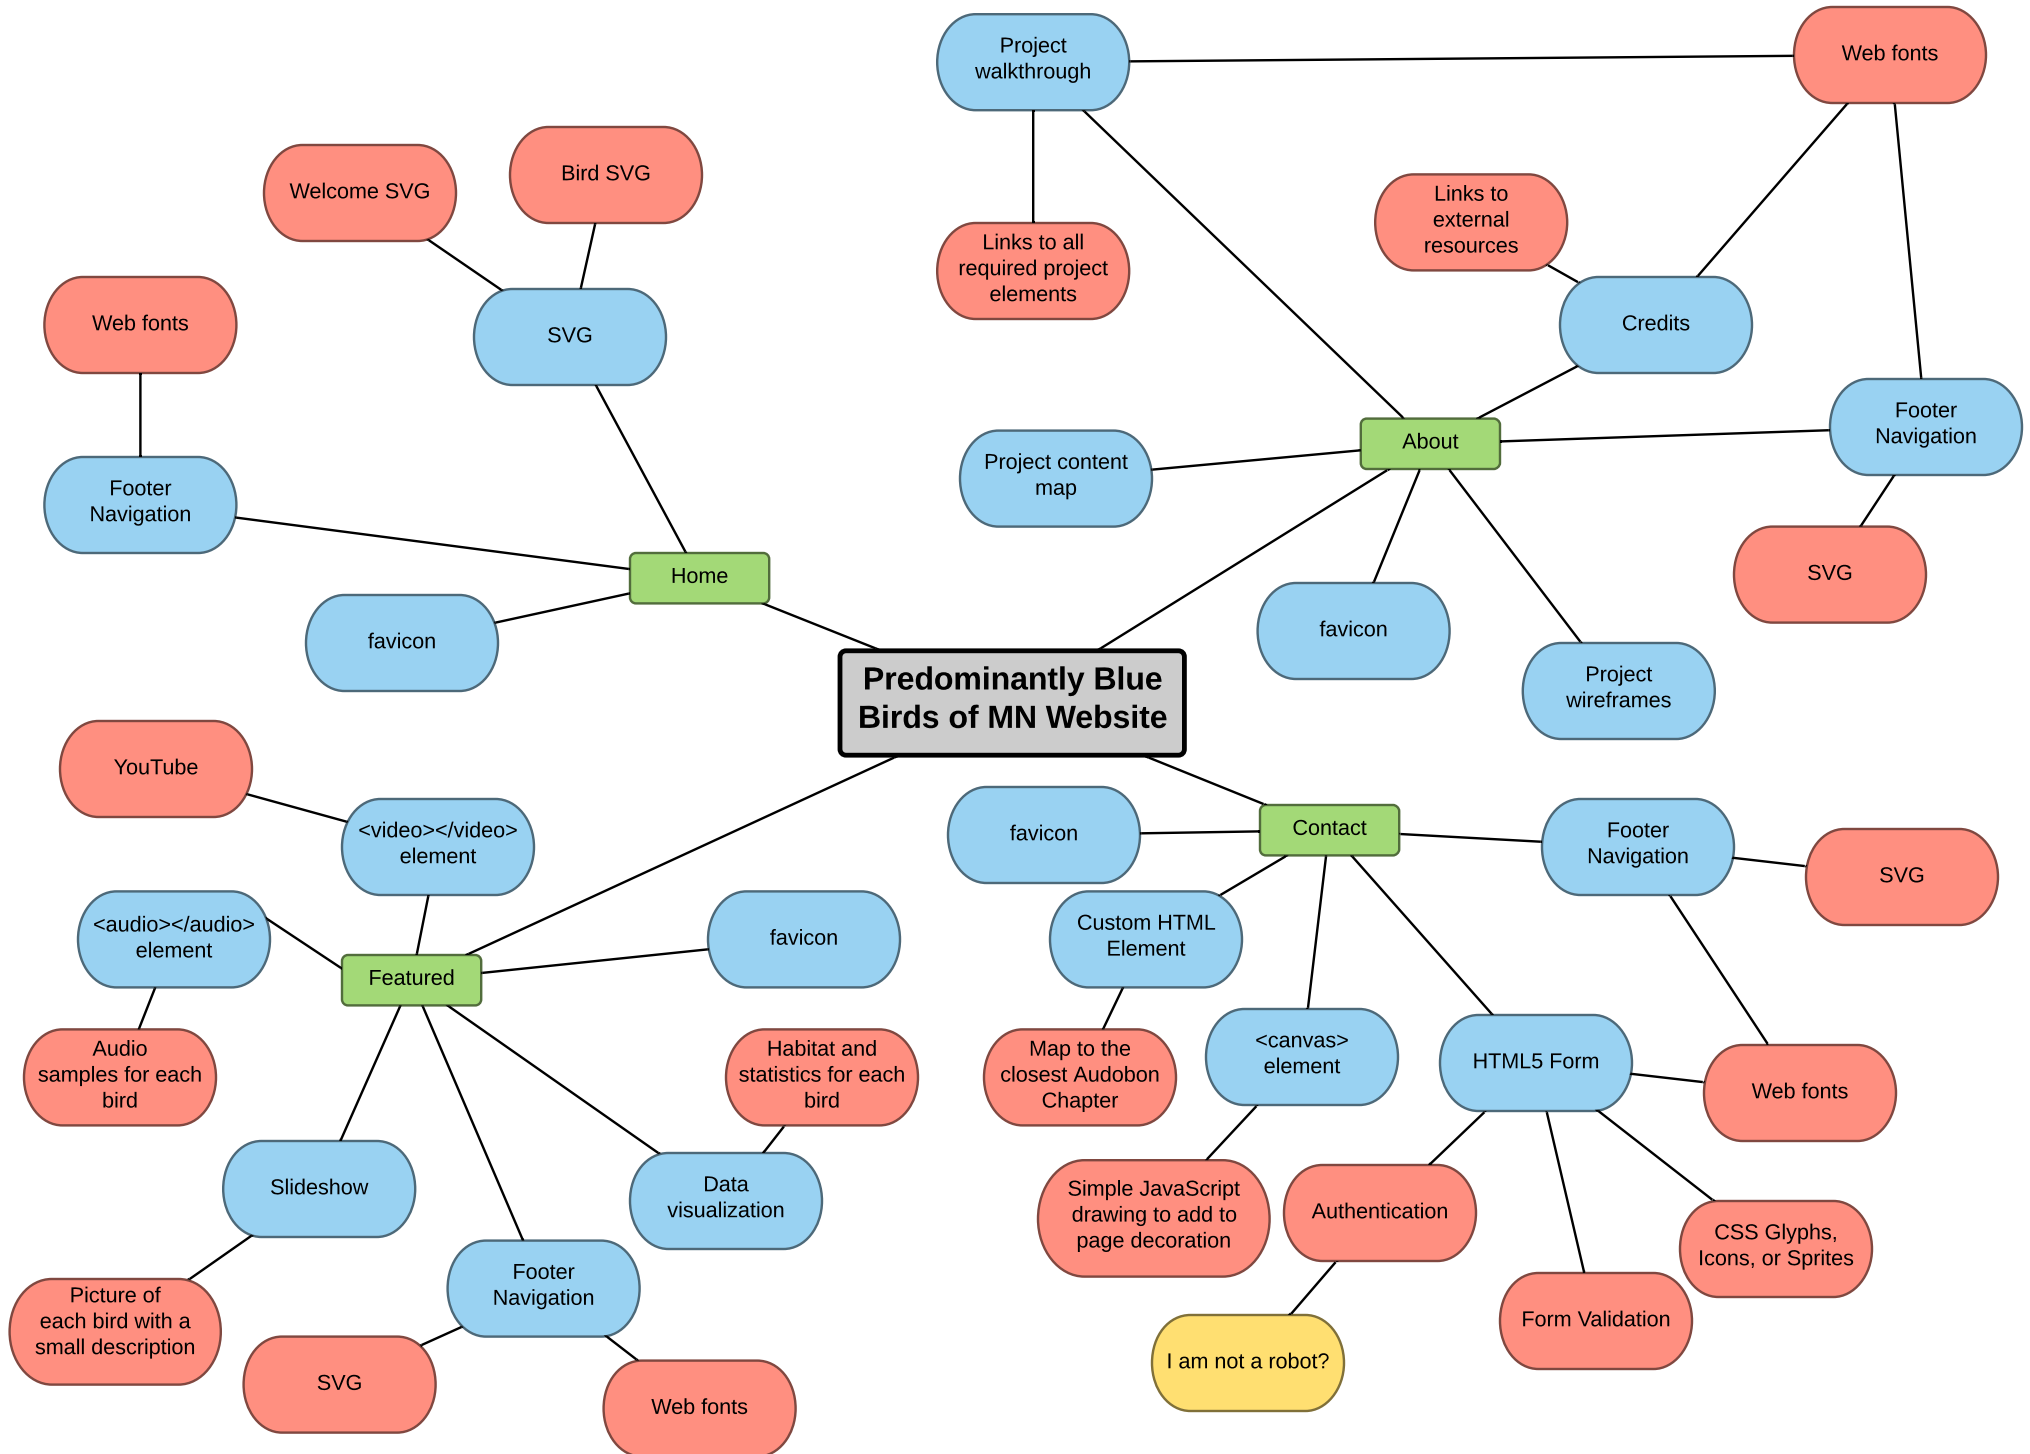 Project
walkthrough
Web fonts
Welcome SVG
Bird SVG
Links to
external
resources
Links to all
required project
elements
Web fonts
SVG
Credits
Footer
Navigation
About
Project content
map
Footer
Navigation
SVG
Home
favicon
favicon
Project
wireframes
Predominantly Blue
Birds of MN Website
YouTube
<video></video>
element
favicon
Contact
Footer
Navigation
SVG
<audio></audio>
element
Featured
favicon
Custom HTML
Element
Audio
samples for each
bird
Habitat and
statistics for each
bird
Map to the
closest Audobon
Chapter
<canvas>
element
HTML5 Form
Web fonts
Slideshow
Data
visualization
Simple JavaScript
drawing to add to
page decoration
Authentication
CSS Glyphs,
Icons, or Sprites
Picture of
each bird with a
small description
Footer
Navigation
Form Validation
SVG
Web fonts
I am not a robot?